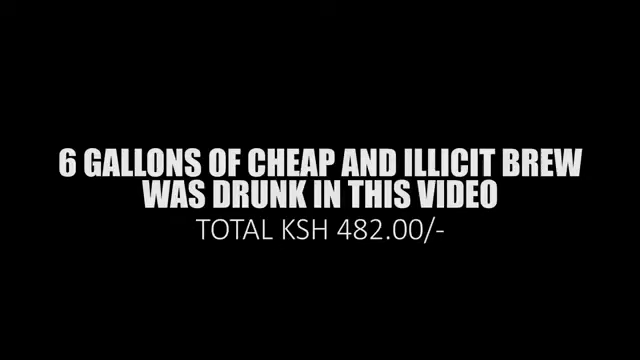 6 GALLONS OF CHEAP AND ILLICIT BREW
WAS DRUNK IN THIS VIDEO
TOTAL KSH 482.00/-